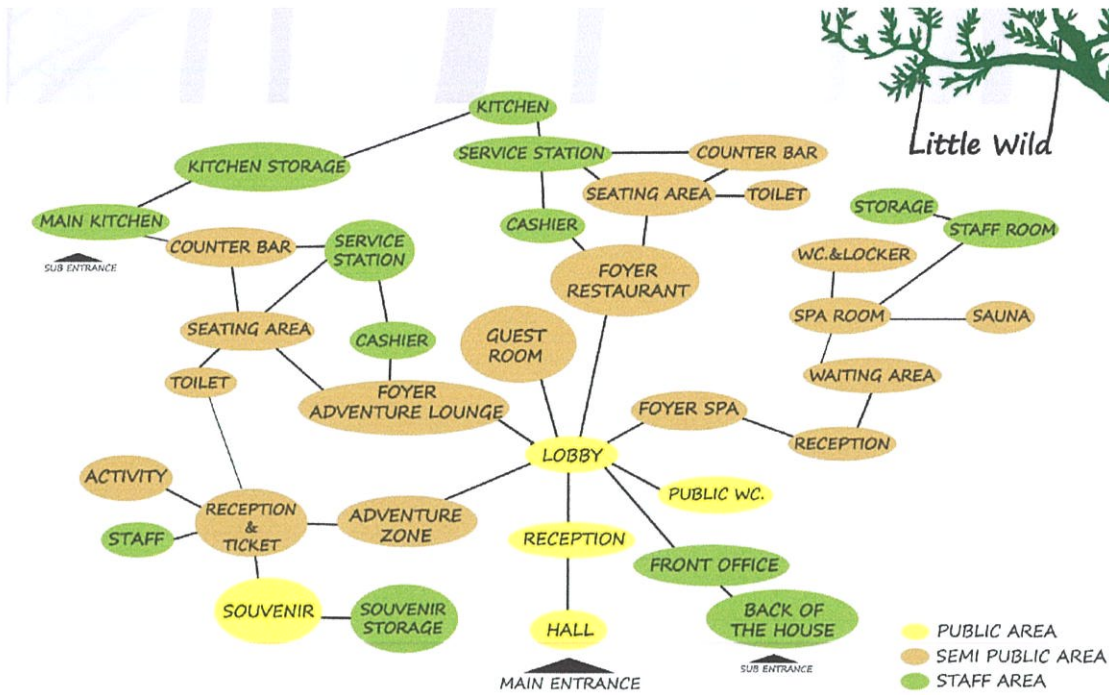 Little Wild
KITCHEN
SERVICE STATION
COUNTER BAR
KITCHEN STORAGE
SEATING AREA
TOILET
STORAGE
MAIN KITCHEN
CASHIER
STAFF ROOM
SUB ENTRANCE
COUNTER BAR
SERVICE
STATION
WC.&LOCKER
FOYER
RESTAURANT
SEATING AREA
CASHIER
GUEST
ROOM
SPA ROOM
SAUNA
TOILET
WAITING AREA
FOYER
ADVENTURE LOUNGE
FOYER SPA
RECEPTION
LOBBY
ACTIVITY
PUBLIC WC.
RECEPTION
&
TICKET
ADVENTURE
ZONE
STAFF
RECEPTION
FRONT OFFICE
SOUVENIR
SOUVENIR
STORAGE
HALL
BACK OF
THE HOUSE
MAIN ENTRANCE
SUB ENTRANCE
PUBLIC AREA
SEMI PUBLIC AREA
STAFF AREA